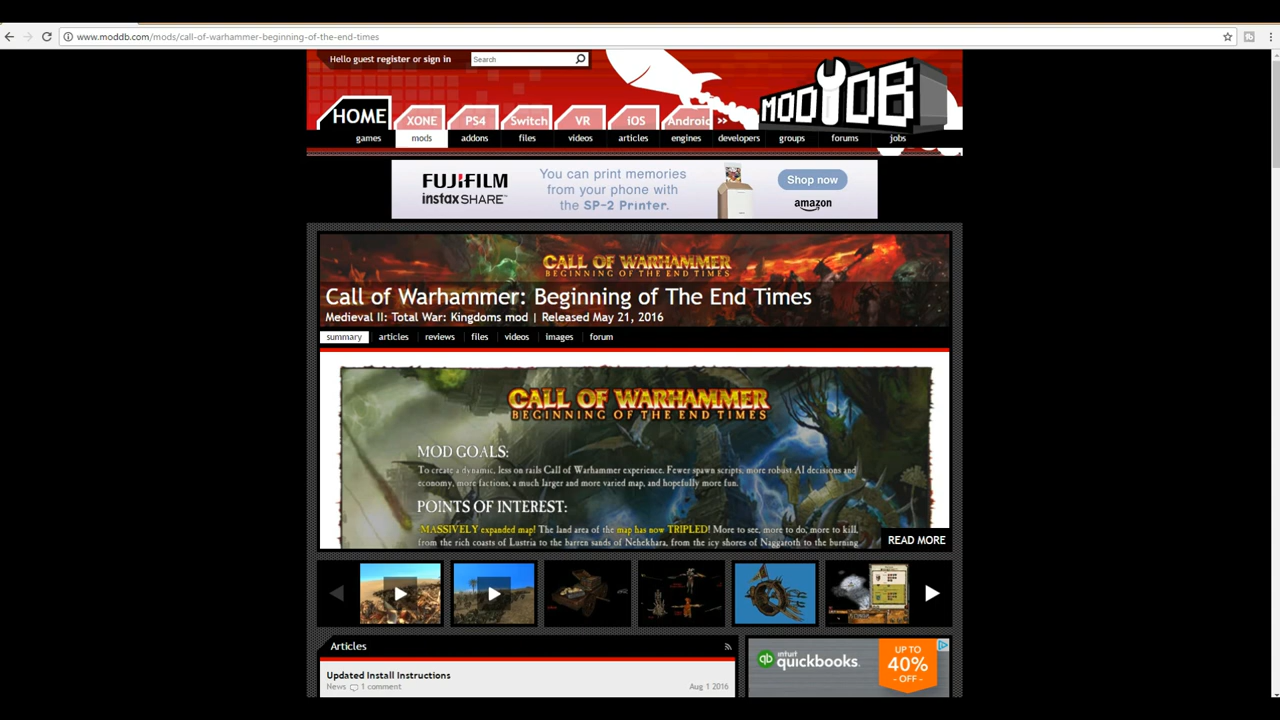 www.moddb.com/mods/call-of-warhammer-beginning-of-the-end-times
Hello guest register or sign in
Search
MODDB
HOME
XONE
PS4
Switch
VR
iOS
Android
games
mods
addons
files
videos
articles
engines
developers
groups
forums
jobs
FUJIFILM
instax SHARE™
You can print memories
from your phone with
the SP-2 Printer.
Shop now
amazon
CALL OF WARHAMMER
BEGINNING OF THE END TIMES
Call of Warhammer: Beginning of The End Times
Medieval II: Total War: Kingdoms mod | Released May 21, 2016
summary
articles
reviews
files
videos
images
forum
CALL OF WARHAMMER
BEGINNING OF THE END TIMES
MOD GOALS:
To create a dynamic, less on rails Call of Warhammer experience. Fewer spawn scripts, more robust AI decisions and
economy, more factions, a much larger and more varied map, and hopefully more fun.
POINTS OF INTEREST:
MASSIVELY expanded map! The land area of the map has now TRIPLED! More to see, more to do, more to kill,
from the rich coasts of Lustria to the barren sands of Nehekhara, from the icy shores of Naggaroth to the burning
READ MORE
Articles
Updated Install Instructions
News 1 comment
Aug 1 2016
qb intuit
quickbooks.
UP TO
40%
- OFF -